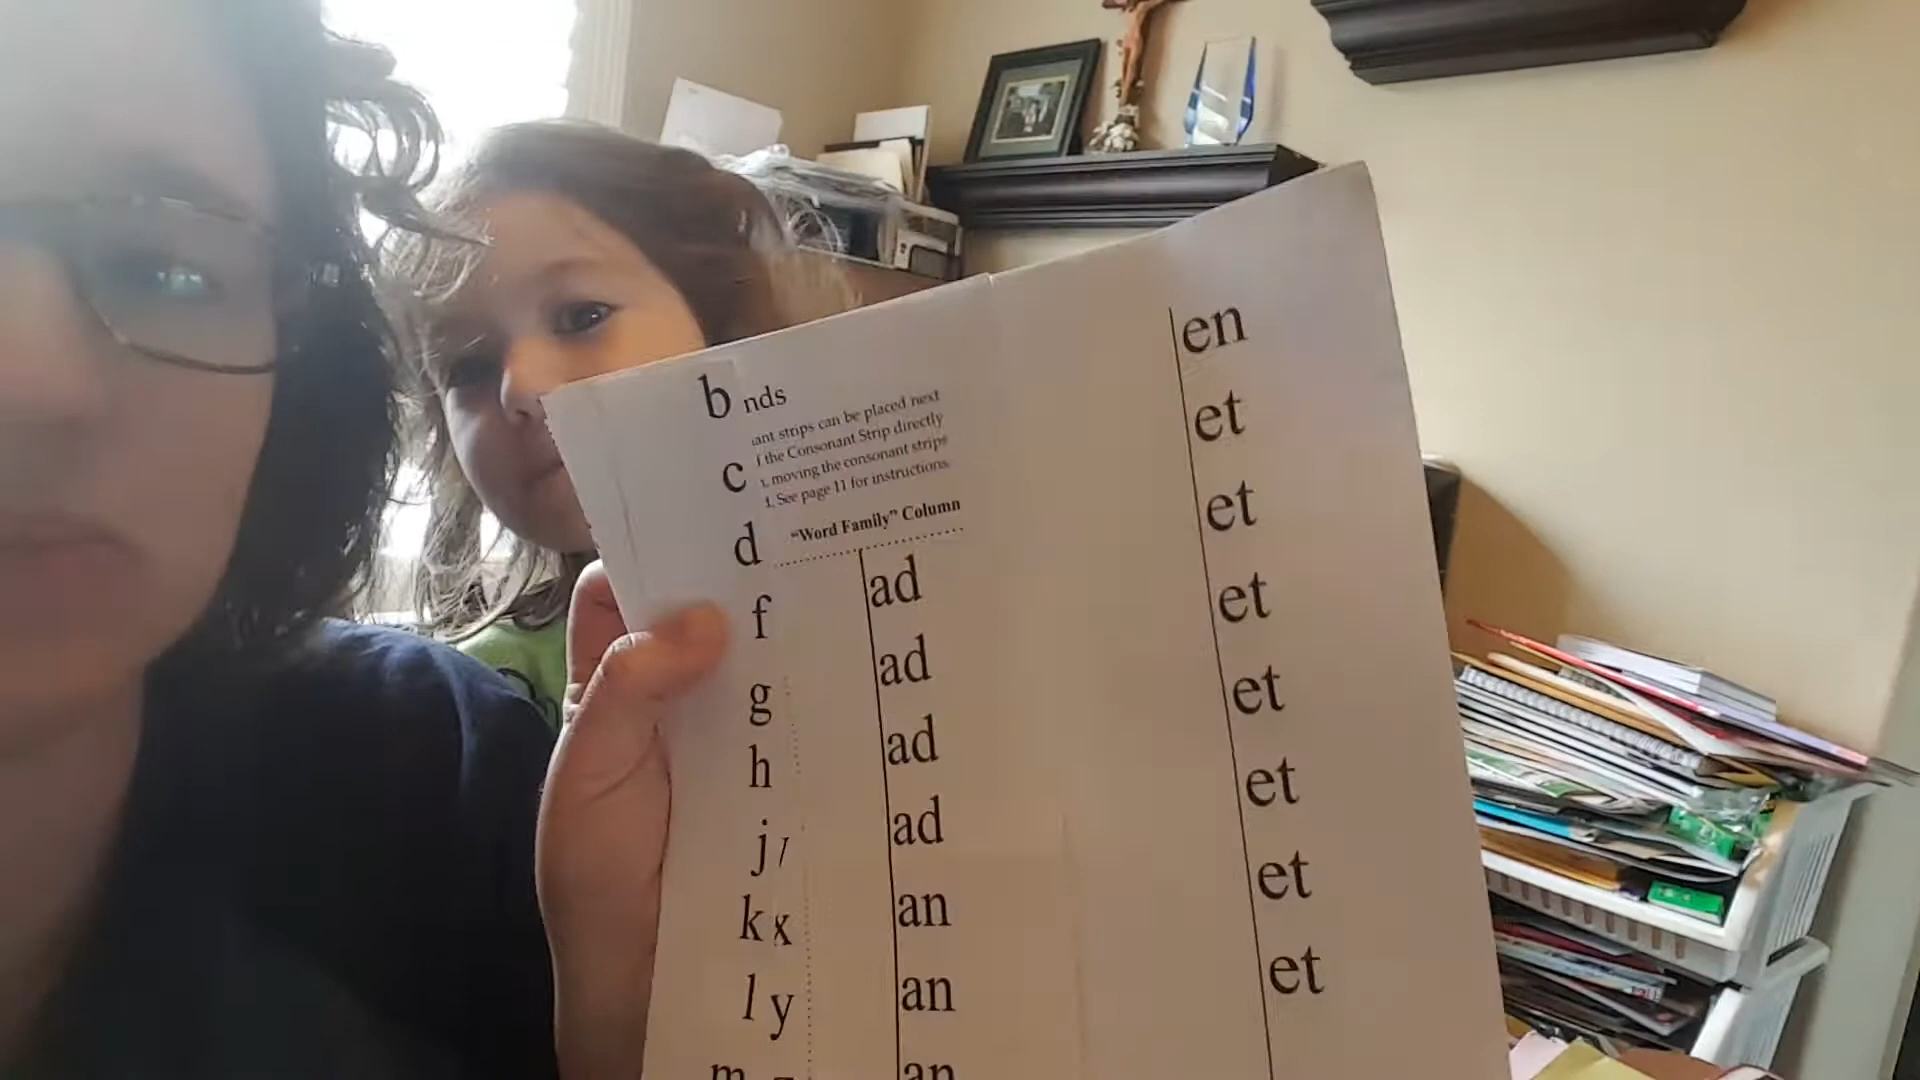 b nds
c
d
f
g
h
j
k x
l y
m
strips can be placed next
the Consonant Strip directly
moving the consonant strips
See page 11 for instructions.
"Word Family" Column
ad
ad
ad
ad
an
an
an
en
et
et
et
et
et
et
et